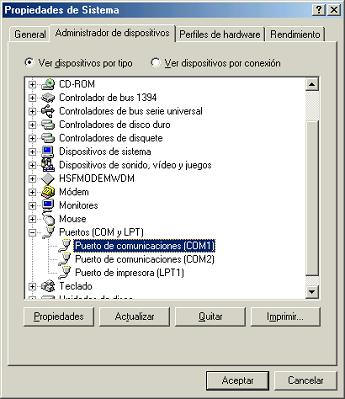 Propiedades de Sistema
General
Administrador de dispositivos
Perfiles de hardware
Rendimiento
Ver dispositivos por tipo
Ver dispositivos por conexión
CD-ROM
Controlador de bus 1394
Controladores de bus serie universal
Controladores de disco duro
Controladores de disquete
Dispositivos de sistema
Dispositivos de sonido, vídeo y juegos
HSFMODEMWDM
Módem
Monitores
Mouse
Puertos (COM y LPT)
Puerto de comunicaciones (COM1)
Puerto de comunicaciones (COM2)
Puerto de impresora (LPT1)
Teclado
Unidades de disco
Propiedades
Actualizar
Quitar
Imprimir...
Aceptar
Cancelar